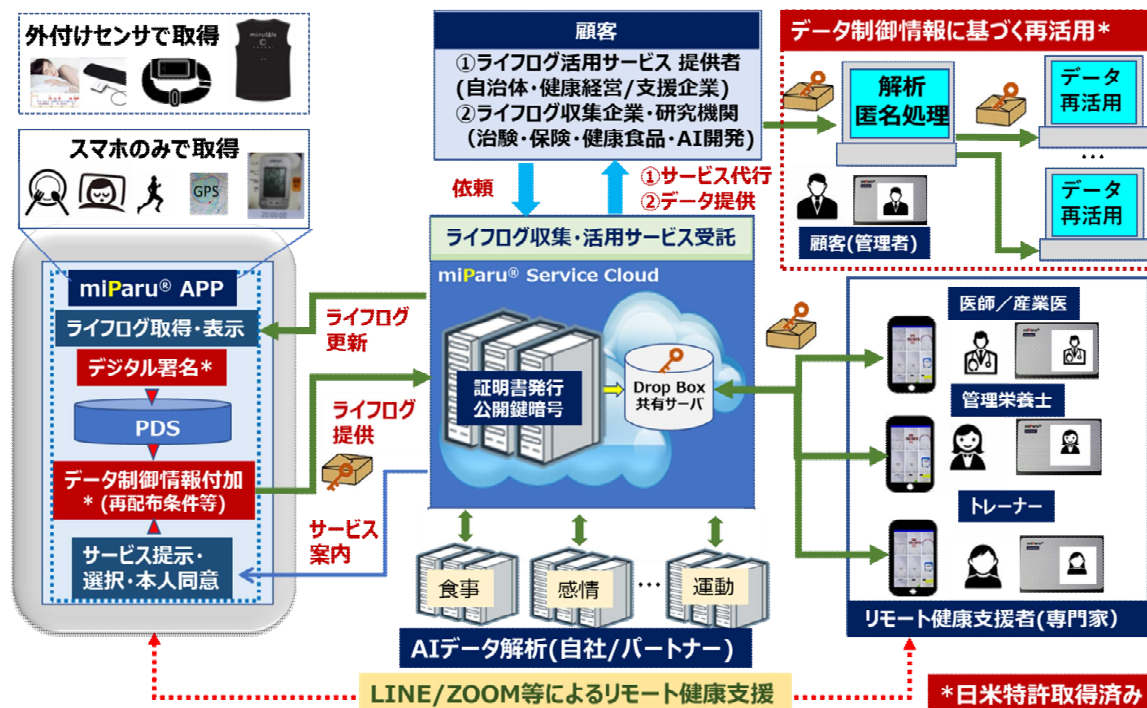 外付けセンサで取得
スマホのみで取得
GPS
miParu® APP
ライフログ取得・表示
デジタル署名*
PDS
データ制御情報付加
* (再配布条件等)
サービス提示・
選択・本人同意
顧客
①ライフログ活用サービス 提供者
(自治体・健康経営/支援企業)
②ライフログ収集企業・研究機関
(治験・保険・健康食品・AI開発)
依頼
①サービス代行
②データ提供
ライフログ収集・活用サービス受託
miParu® Service Cloud
証明書発行
公開鍵暗号
Drop Box
共有サーバ
ライフログ
更新
ライフログ
提供
サービス
案内
食事
感情
…
運動
AIデータ解析(自社/パートナー)
データ制御情報に基づく再活用*
解析
匿名処理
データ
再活用
…
データ
再活用
顧客(管理者)
医師／産業医
管理栄養士
トレーナー
リモート健康支援者(専門家)
LINE/ZOOM等によるリモート健康支援
*日米特許取得済み